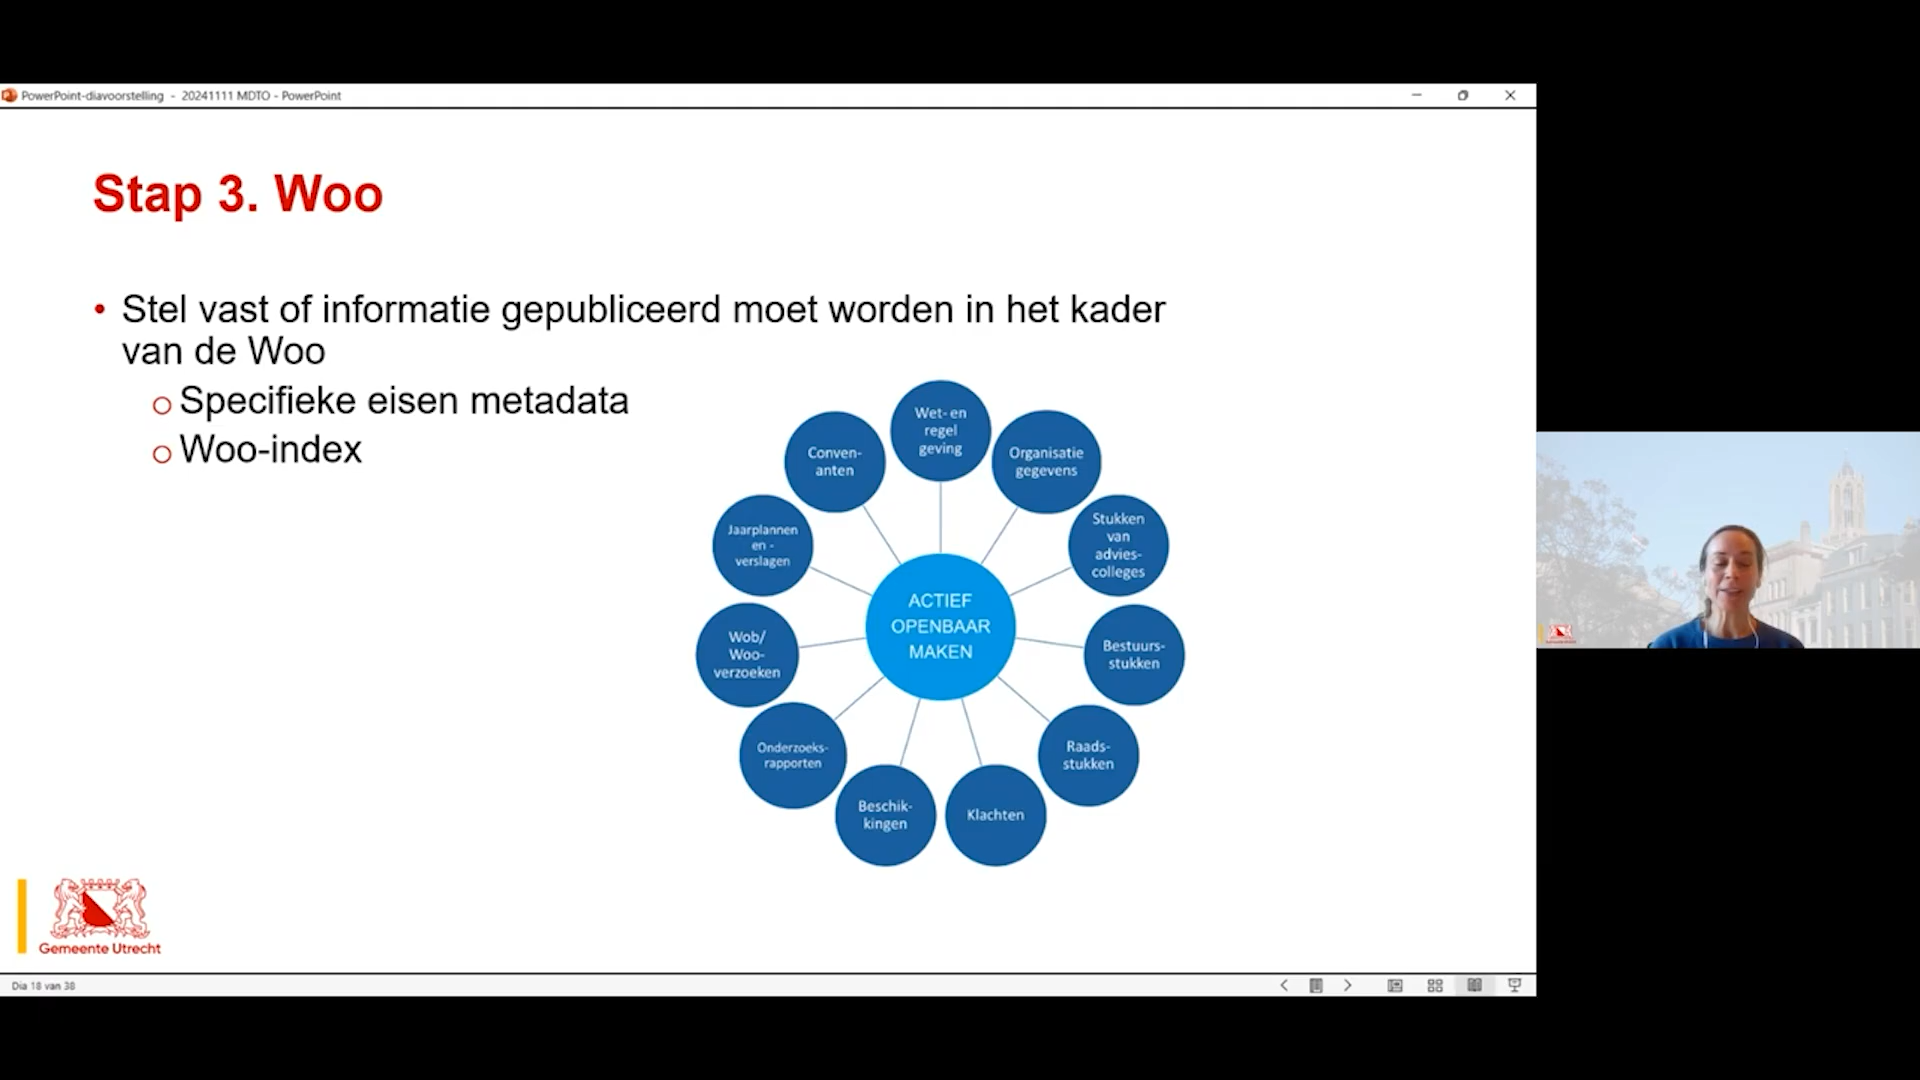 PowerPoint-diavoorstelling - 20241111 MDTO - PowerPoint
Stap 3. Woo
• Stel vast of informatie gepubliceerd moet worden in het kader
van de Woo
o Specifieke eisen metadata
o Woo-index
Wet- en
regel
geving
Organisatie
gegevens
Stukken
van
advies-
colleges
Bestuurs-
stukken
Raads-
stukken
Klachten
Beschik-
kingen
Onderzoeks-
rapporten
Wob/
Woo-
verzoeken
Jaarplannen
en -
verslagen
Conven-
anten
ACTIEF
OPENBAAR
MAKEN
Gemeente Utrecht
Dia 18 van 38